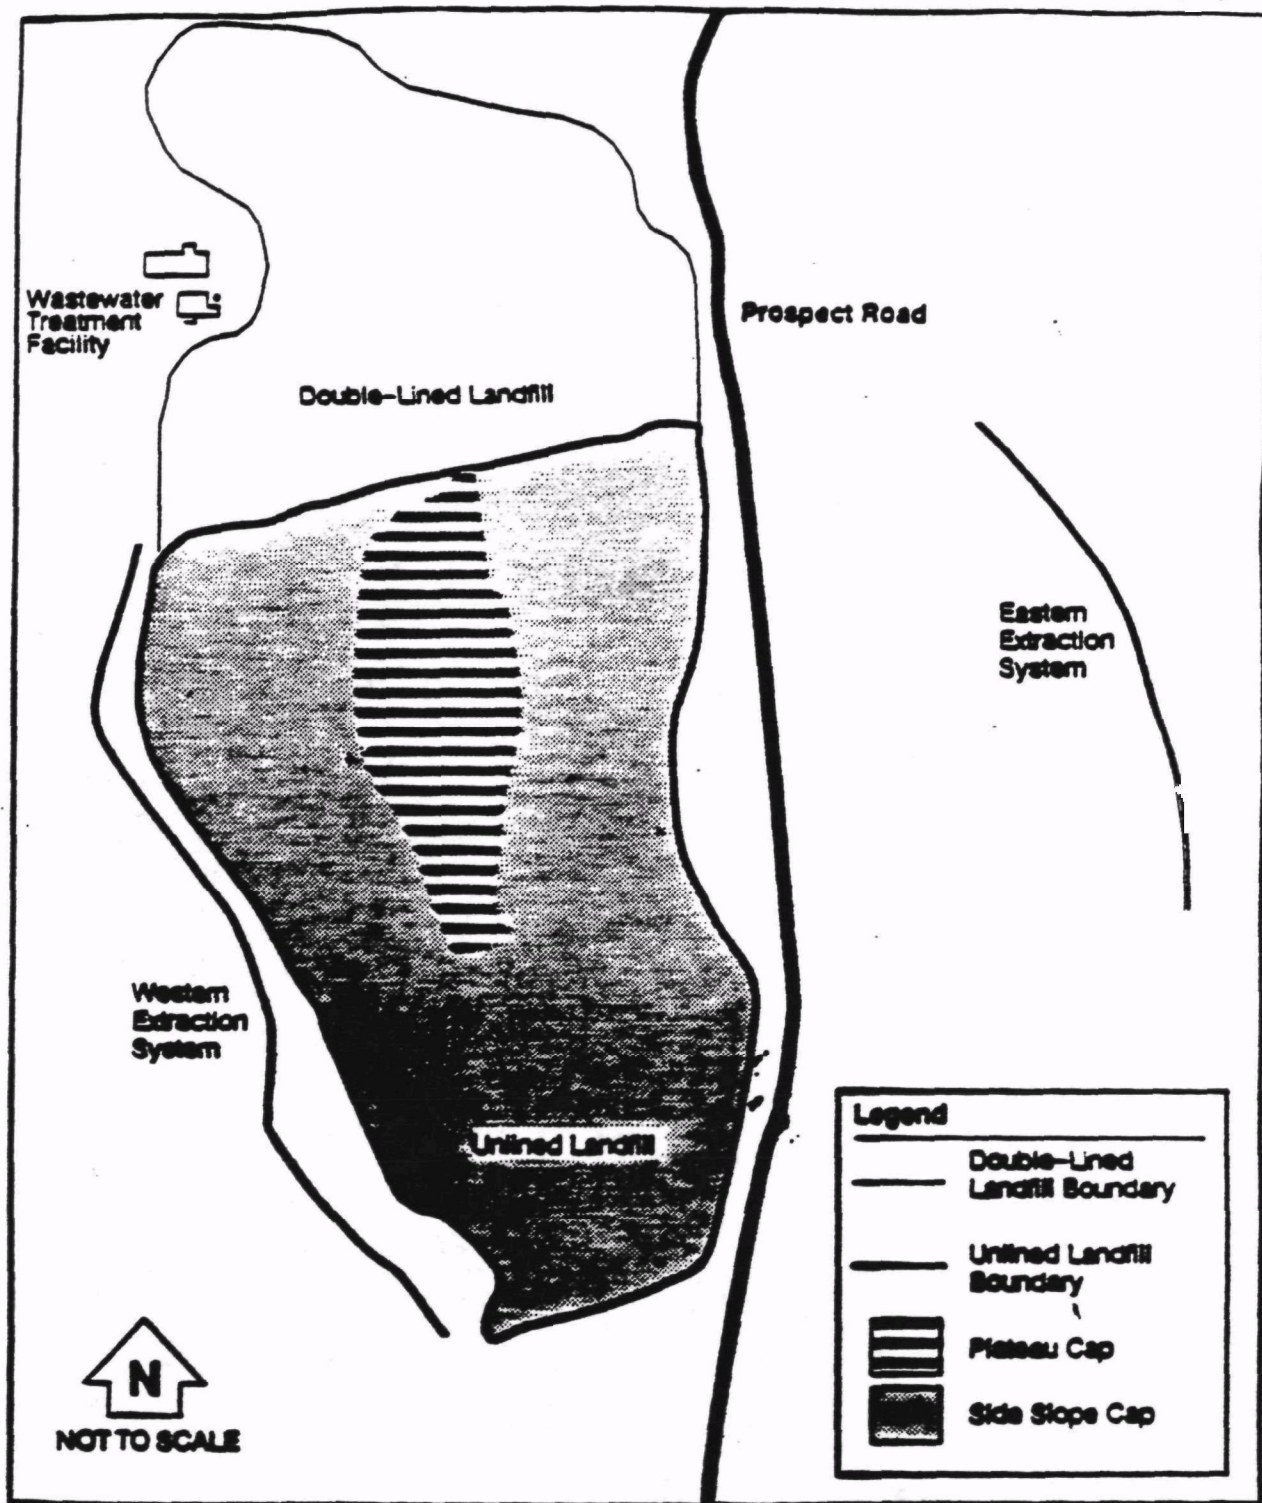 Wastewater
Treatment
Facility
Prospect Road
Double-Lined Landfill
Eastern
Extraction
System
Western
Extraction
System
Unlined Landfill
Legend
Double-Lined
Landfill Boundary
Unlined Landfill
Boundary
Plateau Cap
Side Slope Cap
N
NOT TO SCALE